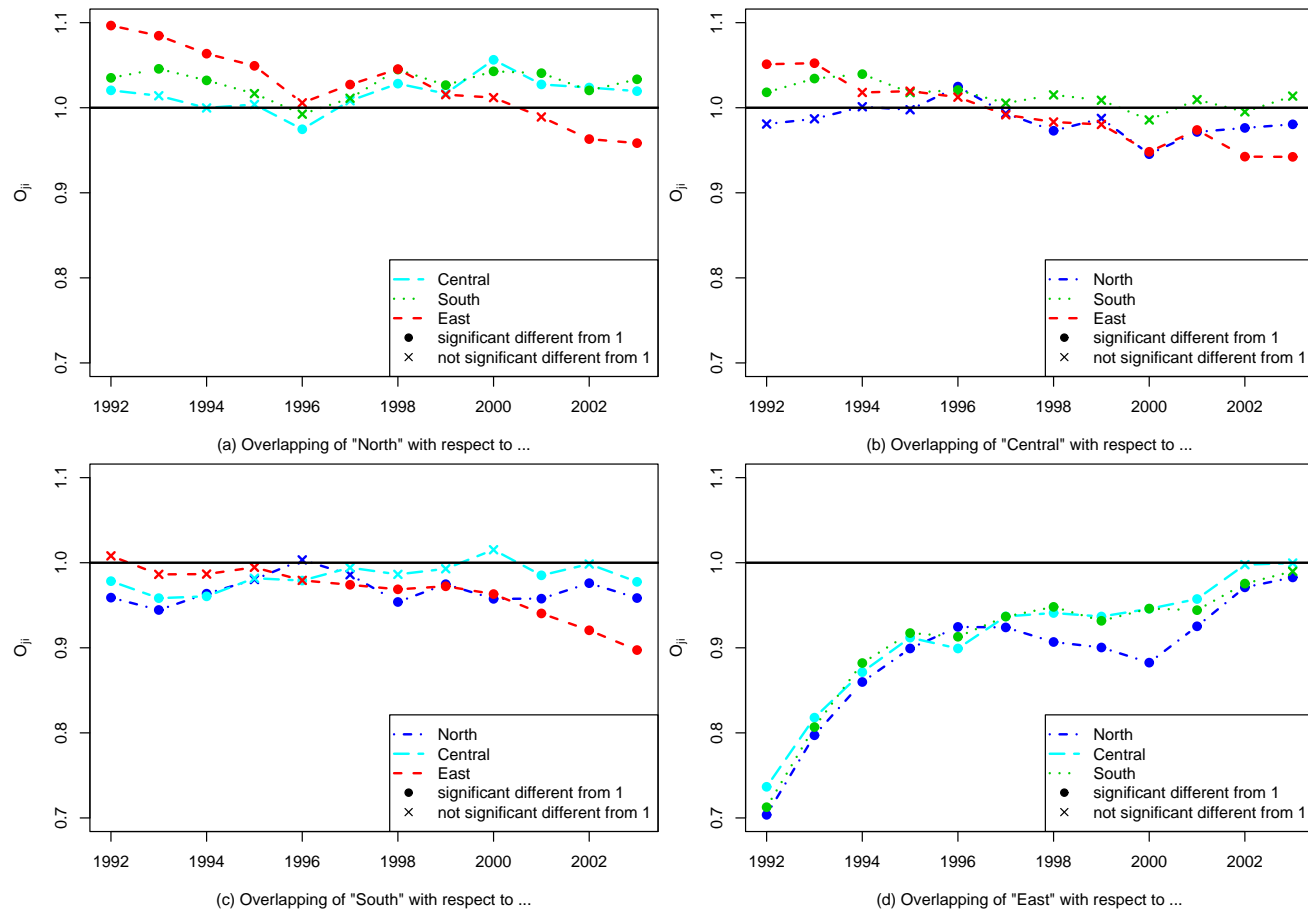 1.1
1.0
0.9
0.8
0.7
O_ji
Central
South
East
significant different from 1
not significant different from 1
1992 1994 1996 1998 2000 2002
(a) Overlapping of "North" with respect to ...
1.1
1.0
0.9
0.8
0.7
O_ji
North
South
East
significant different from 1
not significant different from 1
1992 1994 1996 1998 2000 2002
(b) Overlapping of "Central" with respect to ...
1.1
1.0
0.9
0.8
0.7
O_ji
North
Central
East
significant different from 1
not significant different from 1
1992 1994 1996 1998 2000 2002
(c) Overlapping of "South" with respect to ...
1.1
1.0
0.9
0.8
0.7
O_ji
North
Central
South
significant different from 1
not significant different from 1
1992 1994 1996 1998 2000 2002
(d) Overlapping of "East" with respect to ...